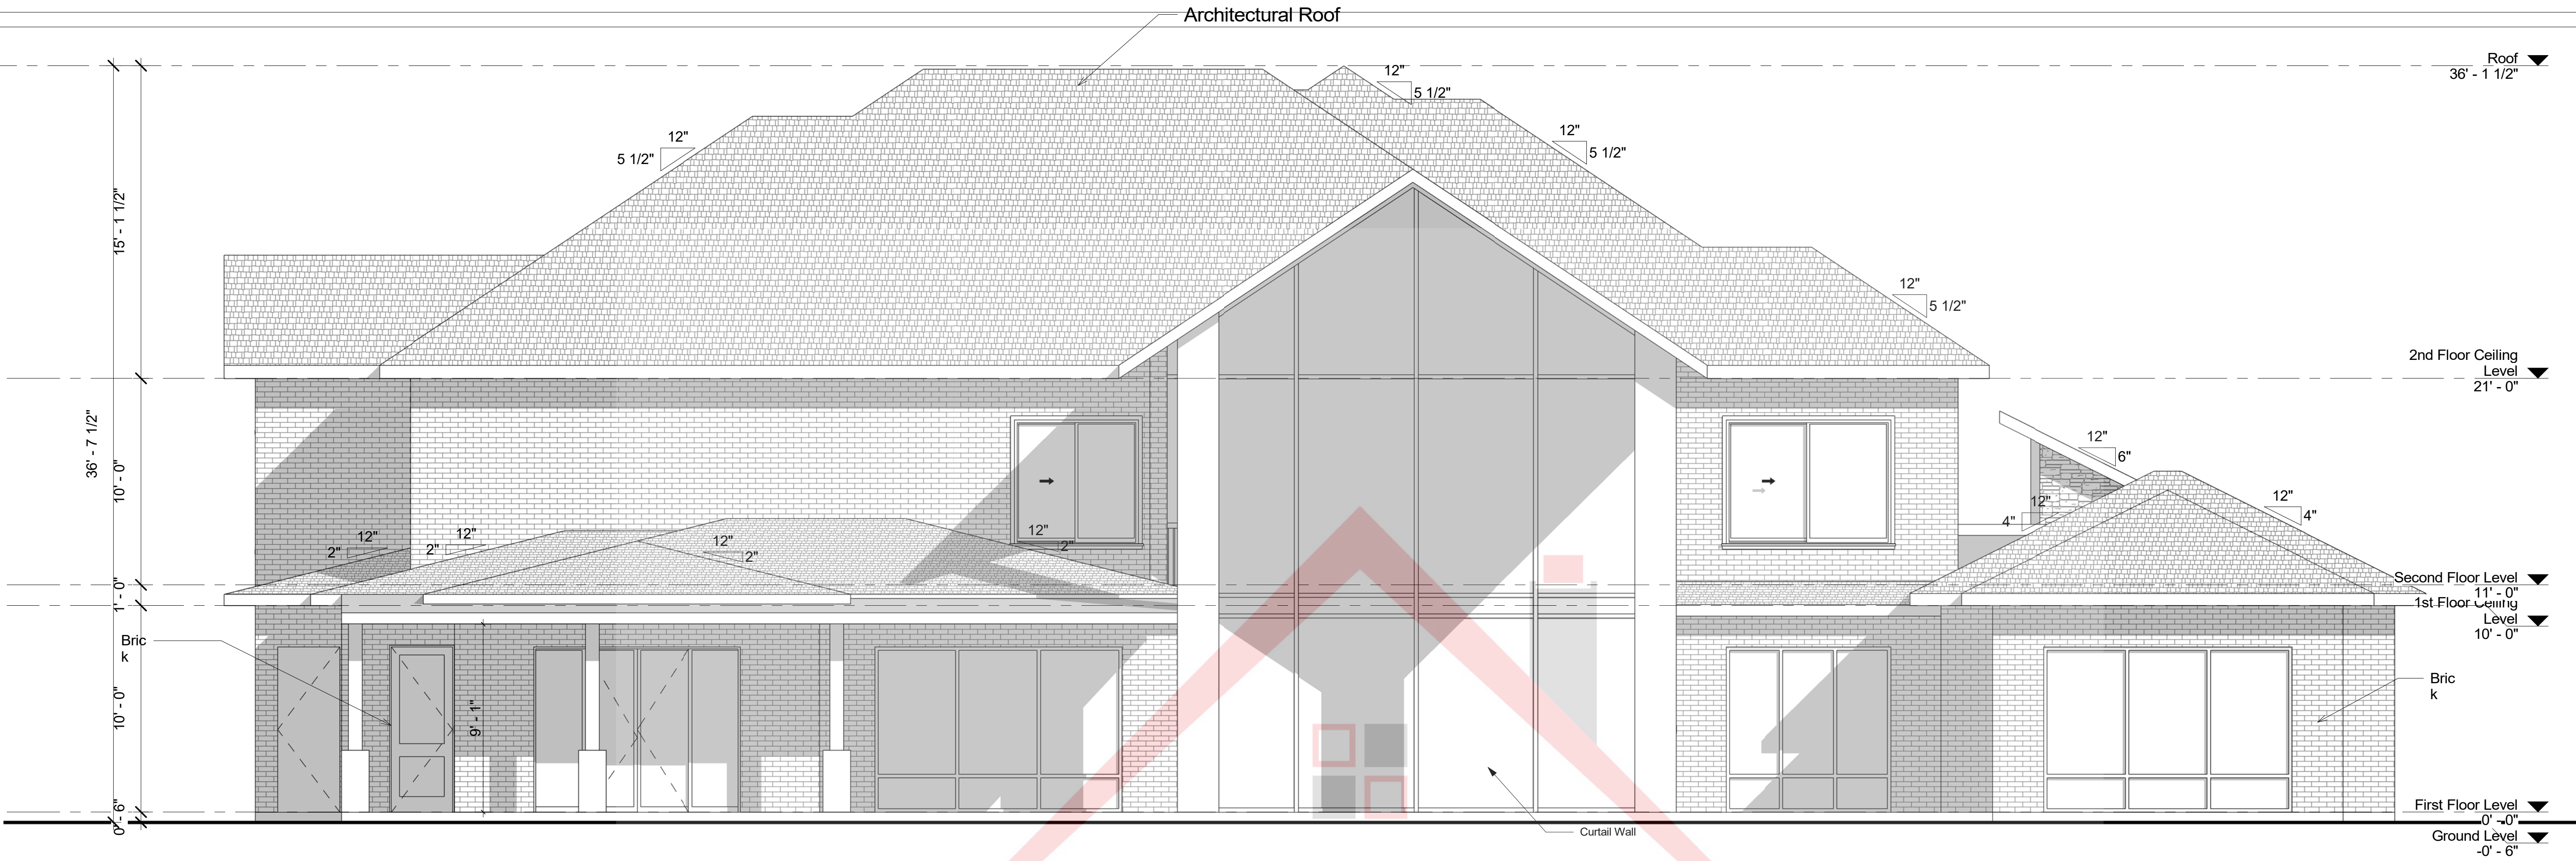 Architectural Roof
Roof
36' - 1 1/2"
12"
5 1/2"
12"
5 1/2"
12"
5 1/2"
15' - 1 1/2"
12"
5 1/2"
2nd Floor Ceiling
Level
21' - 0"
36' - 7 1/2"
10' - 0"
12"
6"
12"
4"
12"
4"
12"
2"
12"
2"
12"
2"
12"
2"
Second Floor Level
11' - 0"
1' - 0"
1st Floor Ceiling
Level
10' - 0"
Bric
k
Bric
k
10' - 0"
9' - 1"
First Floor Level
0' - 0"
0' - 6"
Curtail Wall
Ground Level
-0' - 6"